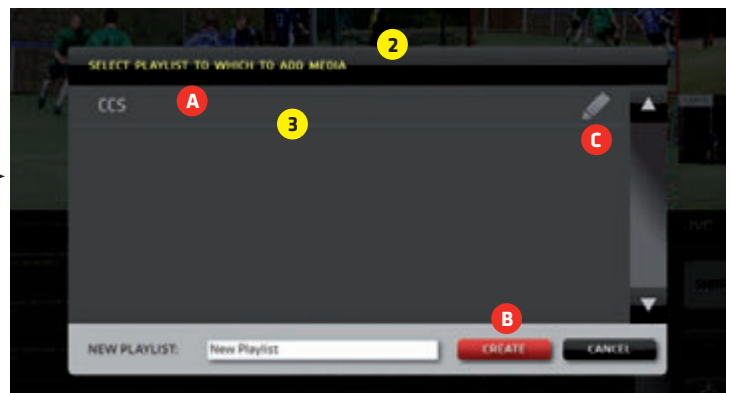 2
SELECT PLAYLIST TO WHICH TO ADD MEDIA
CCS A
3
C
B
NEW PLAYLIST: New Playlist CREATE CANCEL